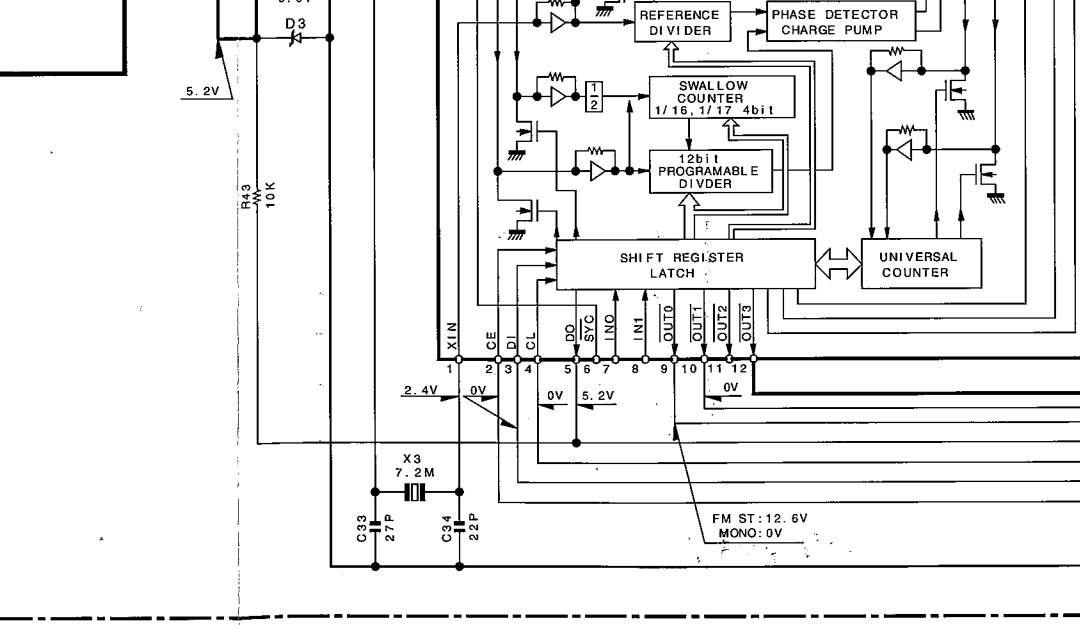 REFERENCE
DIVIDER
PHASE DETECTOR
CHARGE PUMP
D3
5.2V
1
2
SWALLOW
COUNTER
1/16,1/17 4bit
12bit
PROGRAMABLE
DIVDER
R43
10K
SHIFT REGISTER
LATCH
UNIVERSAL
COUNTER
XIN
CE
DI
CL
DO
SYC
INO
IN1
OUT0
OUT1
OUT2
OUT3
1
2
3
4
5
6
7
8
9
10
11
12
2.4V
0V
0V
5.2V
0V
X3
7.2M
C33
27P
C34
22P
FM ST:12.6V
MONO:0V